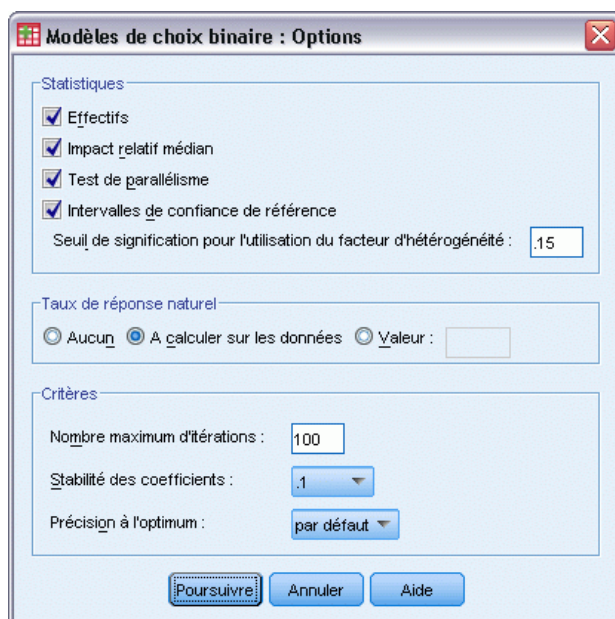 Modèles de choix binaire : Options
Statistiques
Effectifs
Impact relatif médian
Test de parallélisme
Intervalles de confiance de référence
Seuil de signification pour l'utilisation du facteur d'hétérogénéité : .15
Taux de réponse naturel
Aucun A calculer sur les données Valeur :
Critères
Nombre maximum d'itérations : 100
Stabilité des coefficients : .1
Précision à l'optimum : par défaut
Poursuivre Annuler Aide